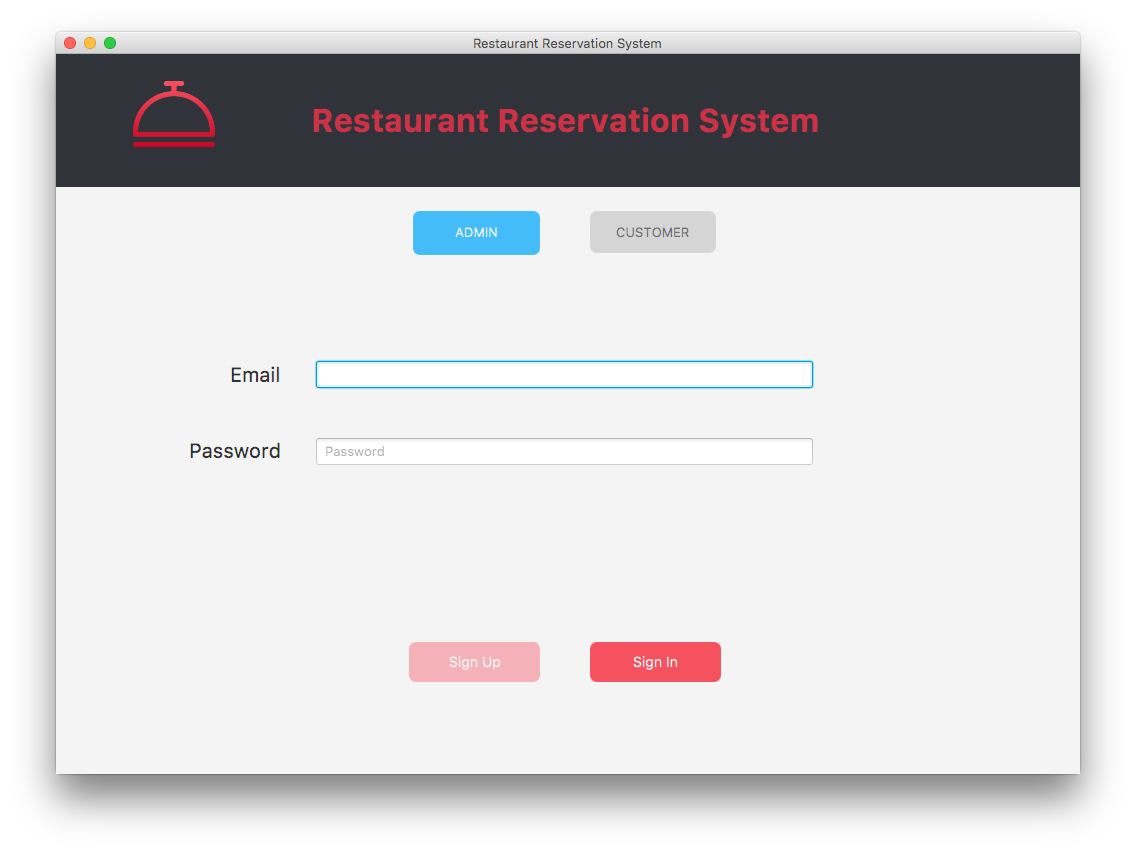 Restaurant Reservation System
Restaurant Reservation System
ADMIN CUSTOMER
Email
Password Password
Sign Up Sign In